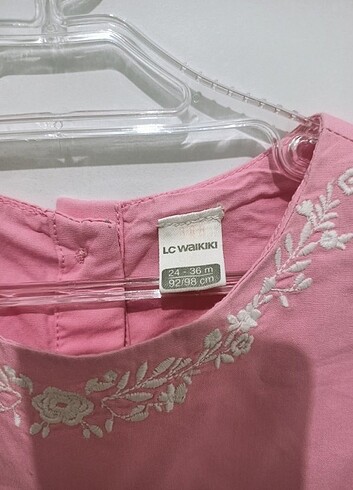 LC WAIKIKI
24 - 36 m
92/98 cm